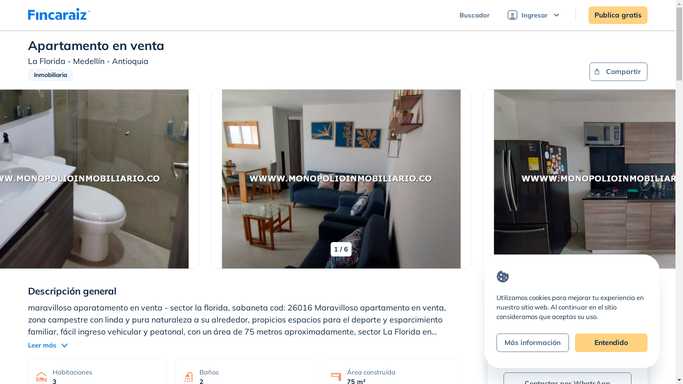 Fincaraiz
Buscador
Ingresar
Publica gratis
Apartamento en venta
La Florida - Medellín - Antioquia
Inmobiliaria
Compartir
WWW.MONOPOLIOINMOBILIARIO.CO
WWW.MONOPOLIOINMOBILIARIO.CO
WWW.MONOPOLIOINMOBILIAR
1 / 6
Descripción general
maravilloso aparatamento en venta - sector la florida, sabaneta cod: 26016 Maravilloso apartamento en venta,
zona campestre con linda y pura naturaleza a su alrededor, propicios espacios para el deporte y esparcimiento
familiar, fácil ingreso vehicular y peatonal, con un área de 75 metros aproximadamente, sector La Florida en...
Leer más
Habitaciones
3
Baños
2
Área construida
75 m²
Utilizamos cookies para mejorar tu experiencia en
nuestro sitio web. Al continuar en el sitio
consideramos que aceptas su uso.
Más información
Entendido
Contactar por WhatsApp